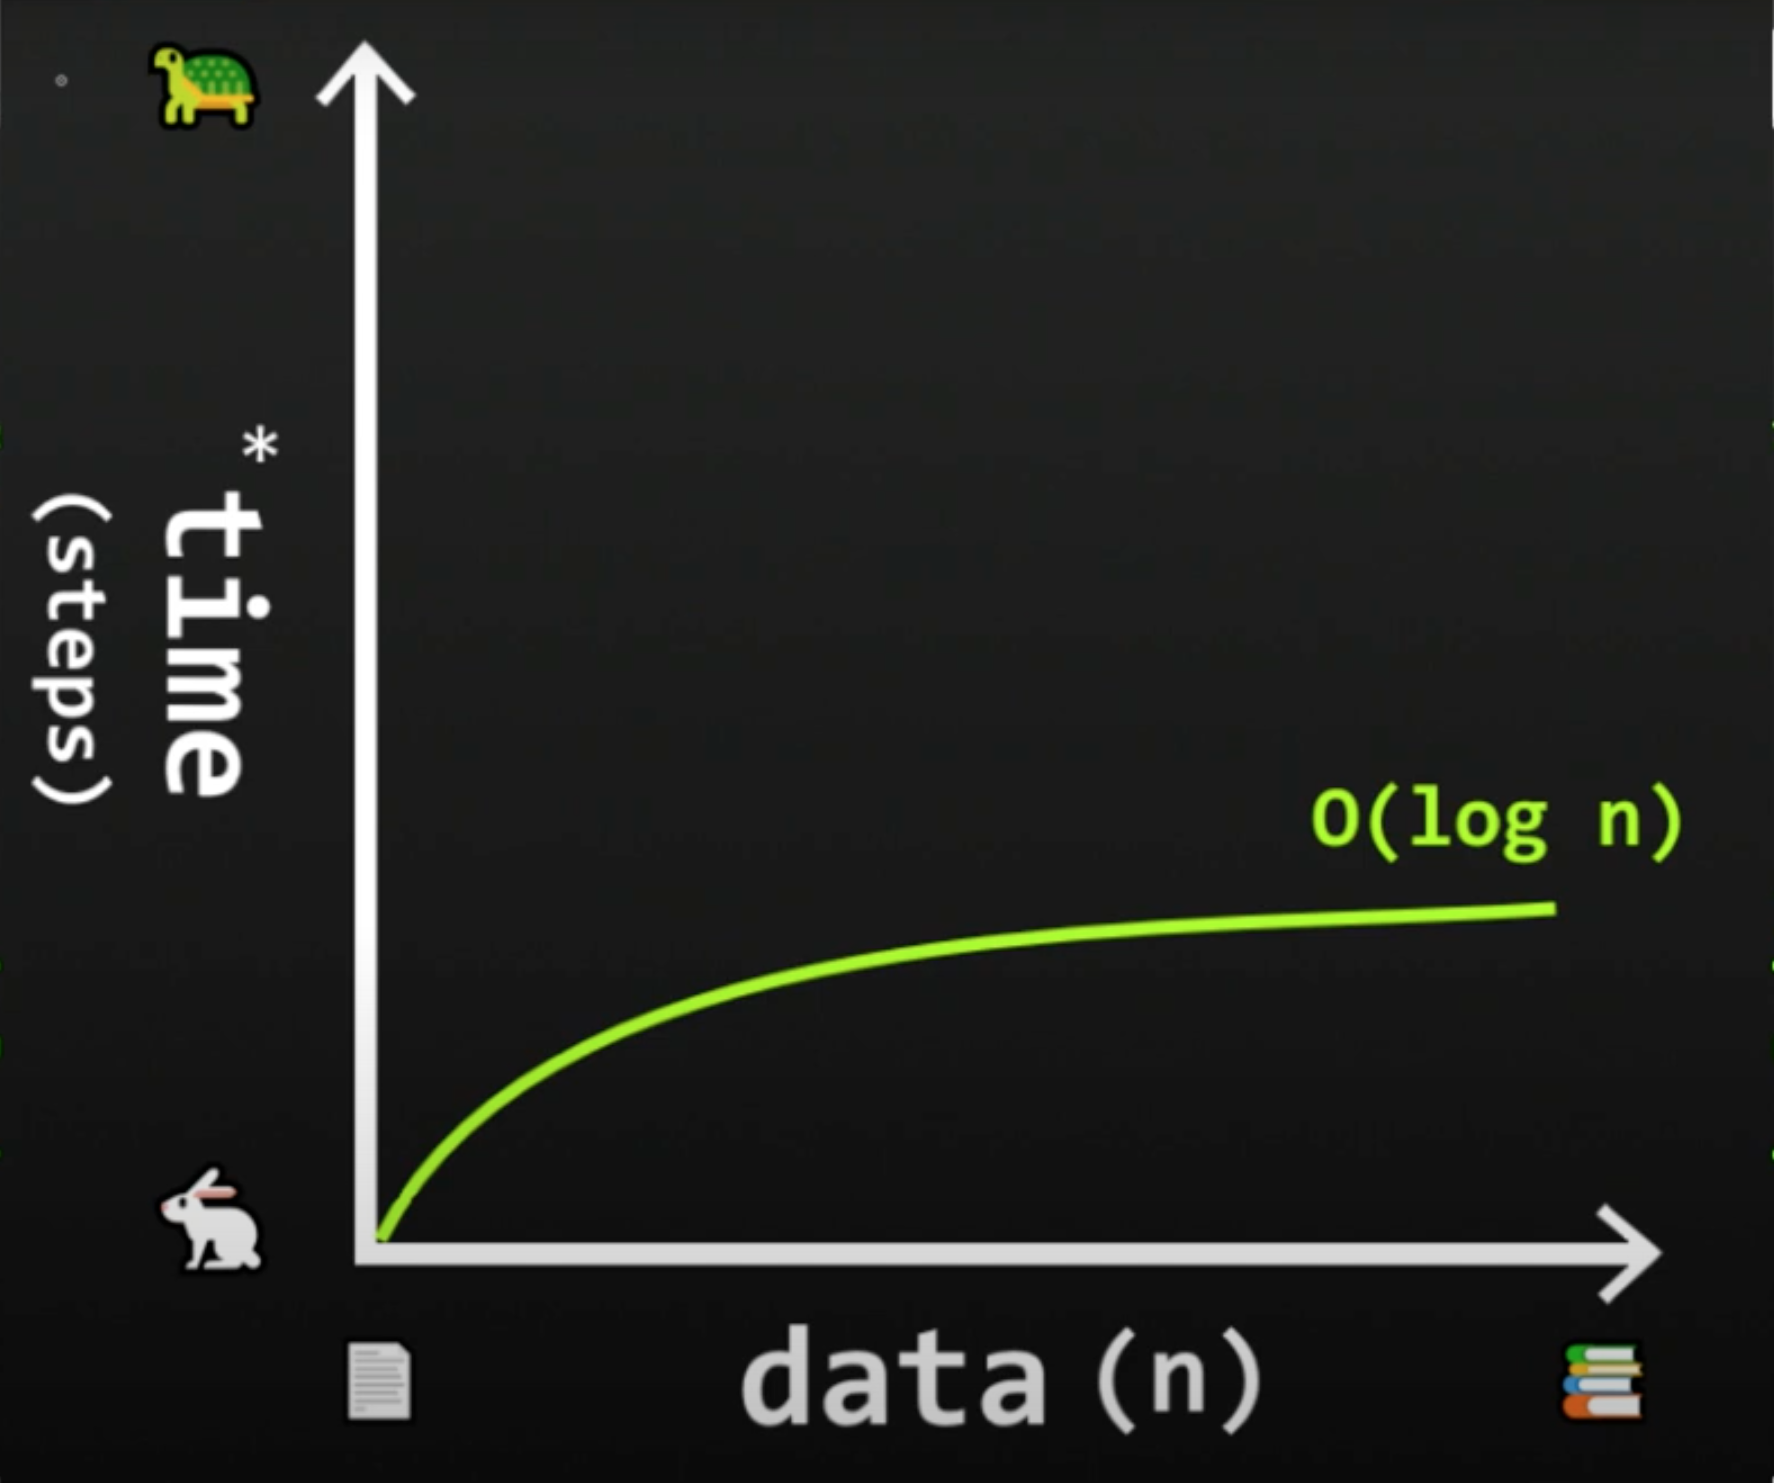 *
time
(steps)
O(log n)
data (n)